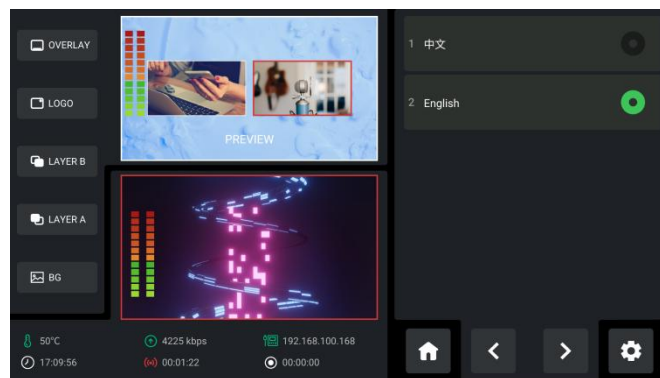 OVERLAY
LOGO
LAYER B
LAYER A
BG
PREVIEW
50°C
4225 kbps
192.168.100.168
17:09:56
00:01:22
00:00:00
1 中文
2 English